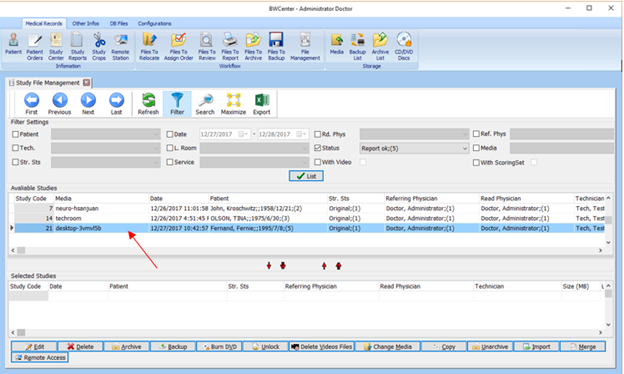 BWCenter - Administrator Doctor
Medical Records Other Infos DB Files Configurations
Patient Patient Orders Study Center Study Reports Study Crops Remote Station Files To Relocate Files To Assign Order Files To Review Files To Report Files To Archive Files To Backup File Management Media Backup List Archive List CD/DVD Discs
Infomation Workflow Storage
Study File Management
First Previous Next Last Refresh Filter Search Maximize Export
Filter Settings
Patient Date 12/27/2017 - 12/28/2017 Rd. Phys Ref. Phys
Tech. L. Room Status Report ok;(5) Media
Str. Sts Service With Video With ScoringSet
List
Available Studies
Study Code Media Date Patient Str. Sts Referring Physician Read Physician Technician
7 neuro-hsanjuan 12/26/2017 11:01:58 John, Kroschwitz;;1958/12/21;(2) Original;(1) Doctor, Administrator;(1) Doctor, Administrator;(1) Tech, Test
14 techroom 12/26/2017 4:51:45 P OLSON, TINA;;1975/6/30;(3) Original;(1) Doctor, Administrator;(1) Doctor, Administrator;(1) Tech, Test
21 desktop-3vmvl5b 12/27/2017 10:42:57 Fernand, Fernie;;1995/7/8;(5) Original;(1) Doctor, Administrator;(1) Doctor, Administrator;(1) Tech, Test
Selected Studies
Study Code Date Patient Str. Sts Referring Physician Read Physician Technician Size (MB) L
Edit Delete Archive Backup Burn DVD Unlock Delete Videos Files Change Media Copy Unarchive Import Merge
Remote Access